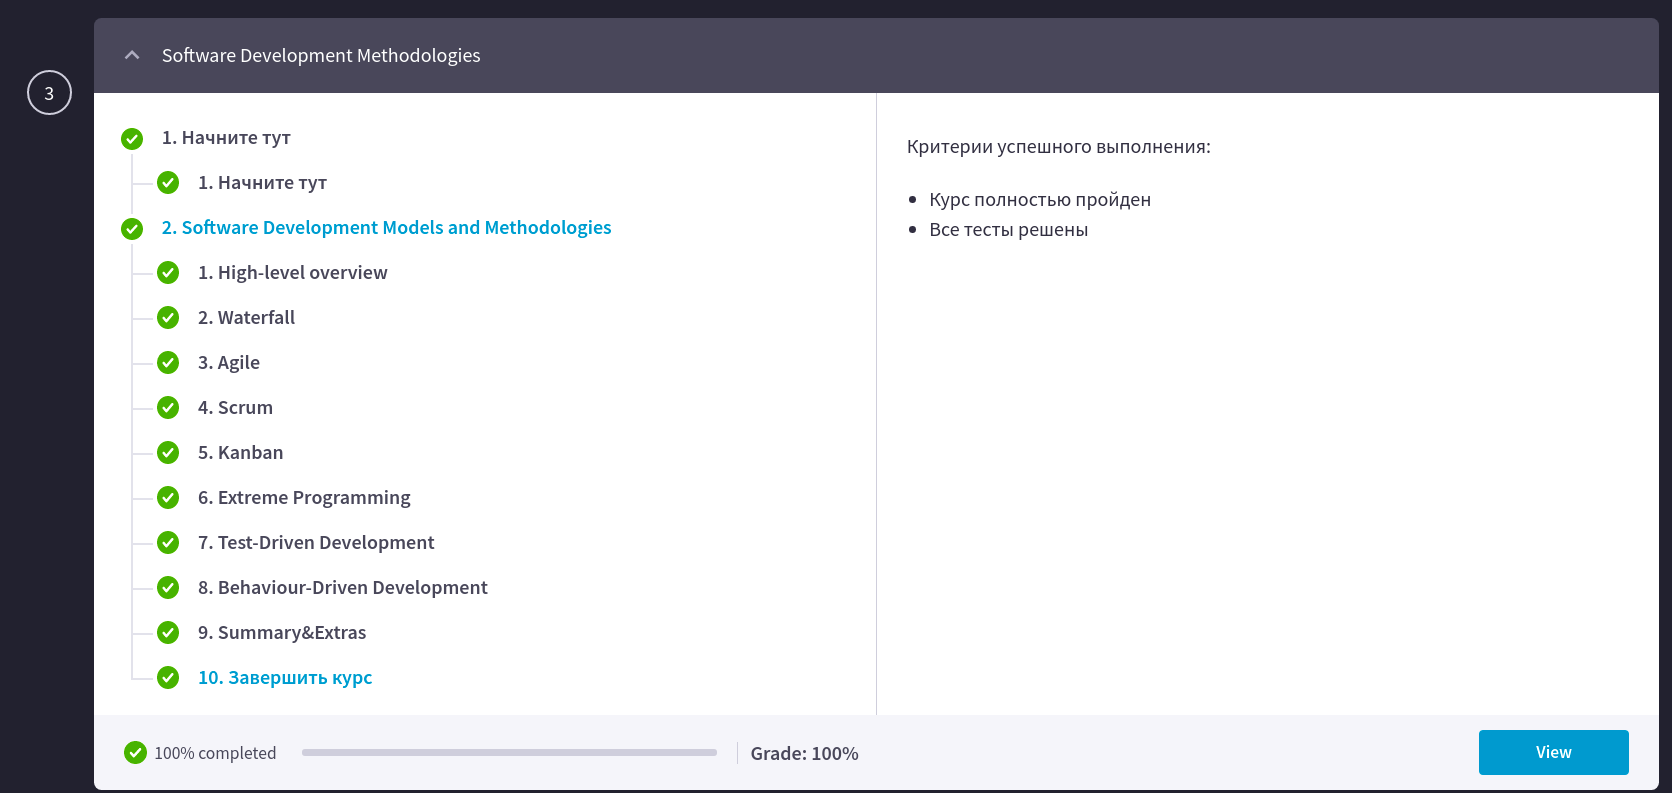 Software Development Methodologies
3
1. Начните тут
1. Начните тут
2. Software Development Models and Methodologies
1. High-level overview
2. Waterfall
3. Agile
4. Scrum
5. Kanban
6. Extreme Programming
7. Test-Driven Development
8. Behaviour-Driven Development
9. Summary&Extras
10. Завершить курс
Критерии успешного выполнения:
Курс полностью пройден
Все тесты решены
100% completed
Grade: 100%
View